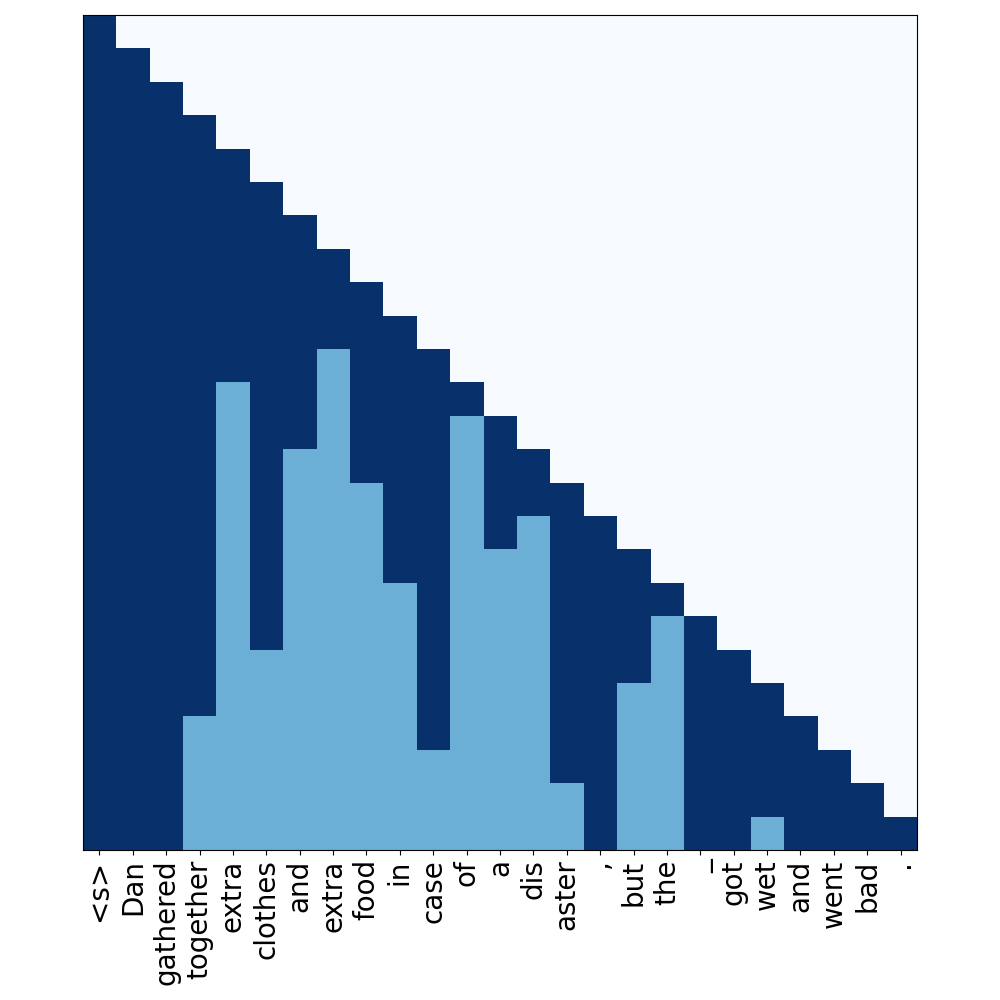 <s> Dan gathered together extra clothes and extra food in case of a dis aster , but the _ got wet and went bad .